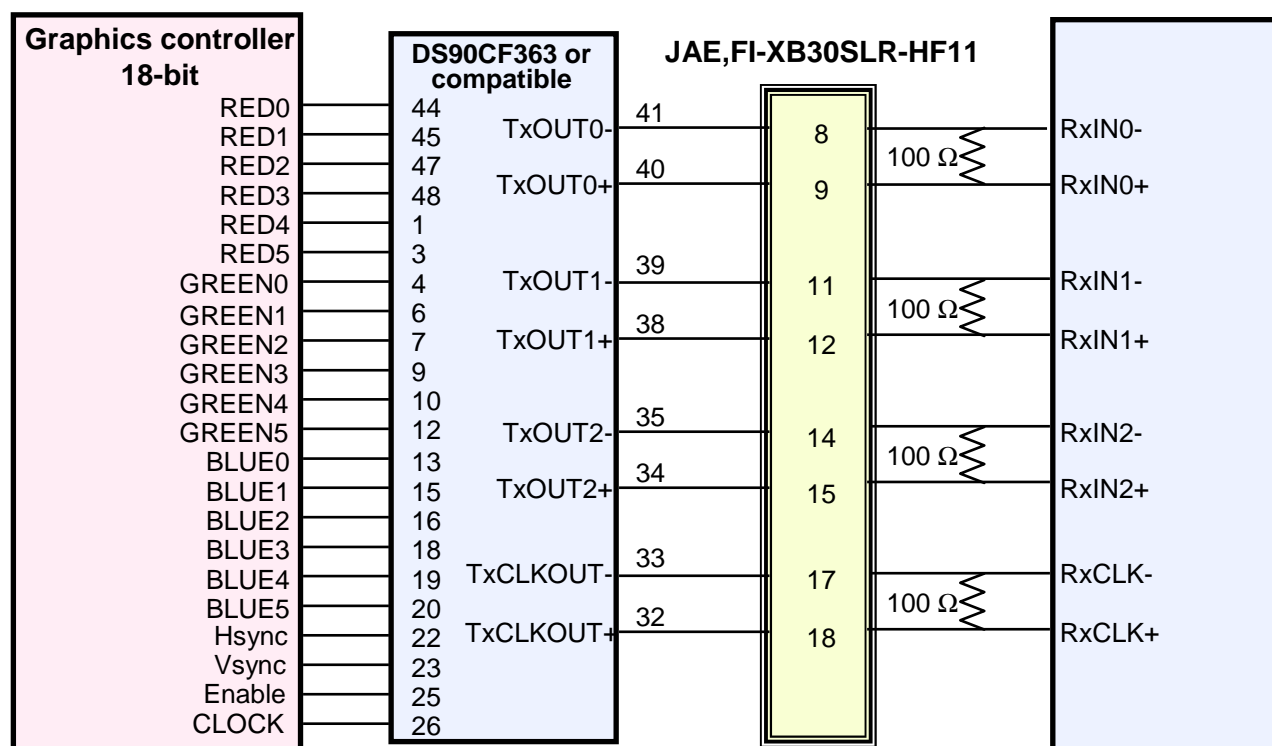 Graphics controller
18-bit
RED0
RED1
RED2
RED3
RED4
RED5
GREEN0
GREEN1
GREEN2
GREEN3
GREEN4
GREEN5
BLUE0
BLUE1
BLUE2
BLUE3
BLUE4
BLUE5
Hsync
Vsync
Enable
CLOCK
DS90CF363 or
compatible
44
45
47
48
1
3
4
6
7
9
10
12
13
15
16
18
19
20
22
23
25
26
TxOUT0-
TxOUT0+
TxOUT1-
TxOUT1+
TxOUT2-
TxOUT2+
TxCLKOUT-
TxCLKOUT+
41
40
39
38
35
34
33
32
JAE,FI-XB30SLR-HF11
8
9
11
12
14
15
17
18
100 Ω
100 Ω
100 Ω
100 Ω
RxIN0-
RxIN0+
RxIN1-
RxIN1+
RxIN2-
RxIN2+
RxCLK-
RxCLK+